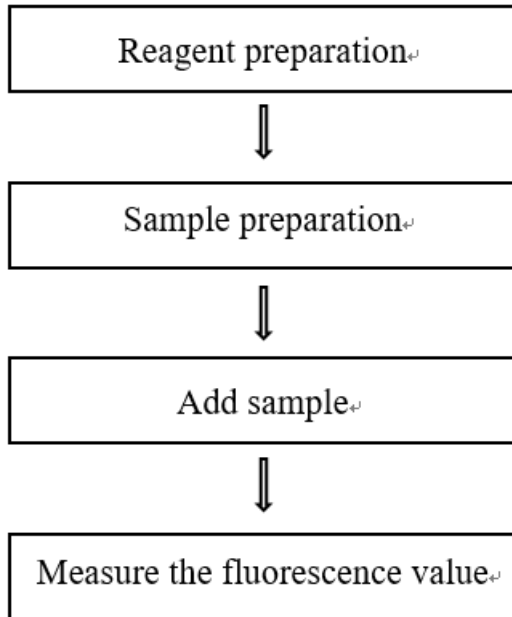 Reagent preparation
Sample preparation
Add sample
Measure the fluorescence value